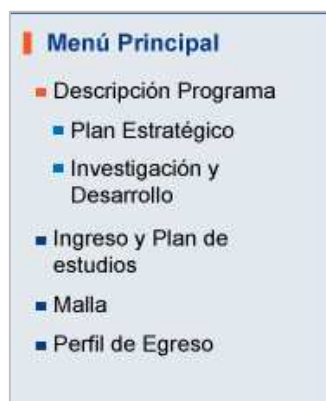 Menú Principal
Descripción Programa
Plan Estratégico
Investigación y
Desarrollo
Ingreso y Plan de
estudios
Malla
Perfil de Egreso